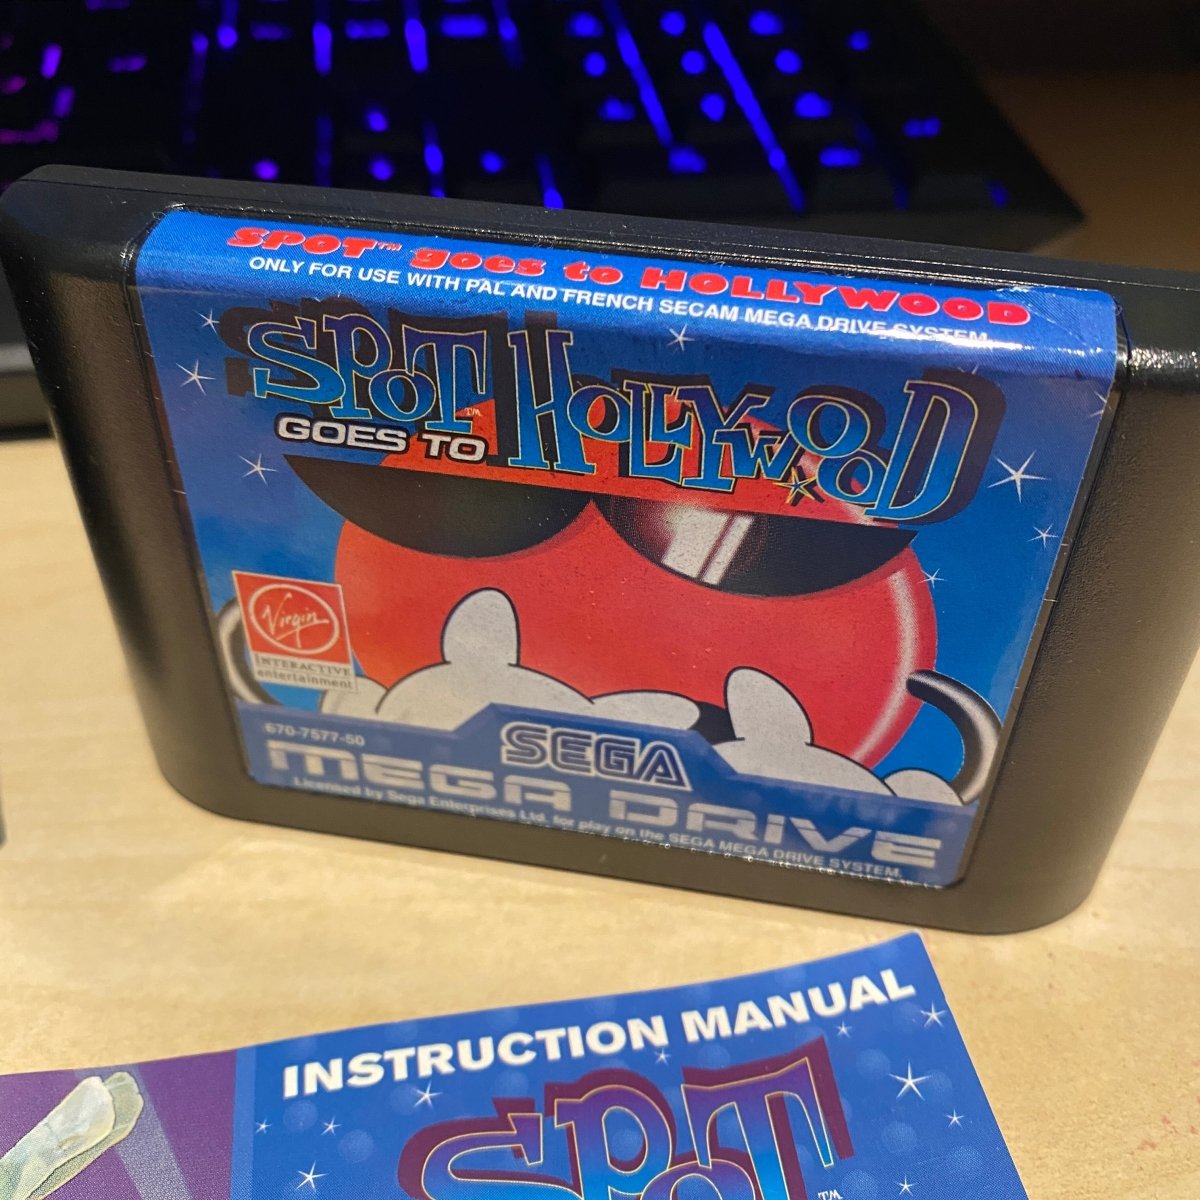 SPOT™ goes to HOLLYWOOD
ONLY FOR USE WITH PAL AND FRENCH SECAM MEGA DRIVE SYSTEM.
SPOT™
GOES TO HOLLYWOOD
Virgin
INTERACTIVE
entertainment
670-7577-50
SEGA
MEGA DRIVE
Licensed by Sega Enterprises Ltd. for play on the SEGA MEGA DRIVE SYSTEM.
INSTRUCTION MANUAL
SPOT™